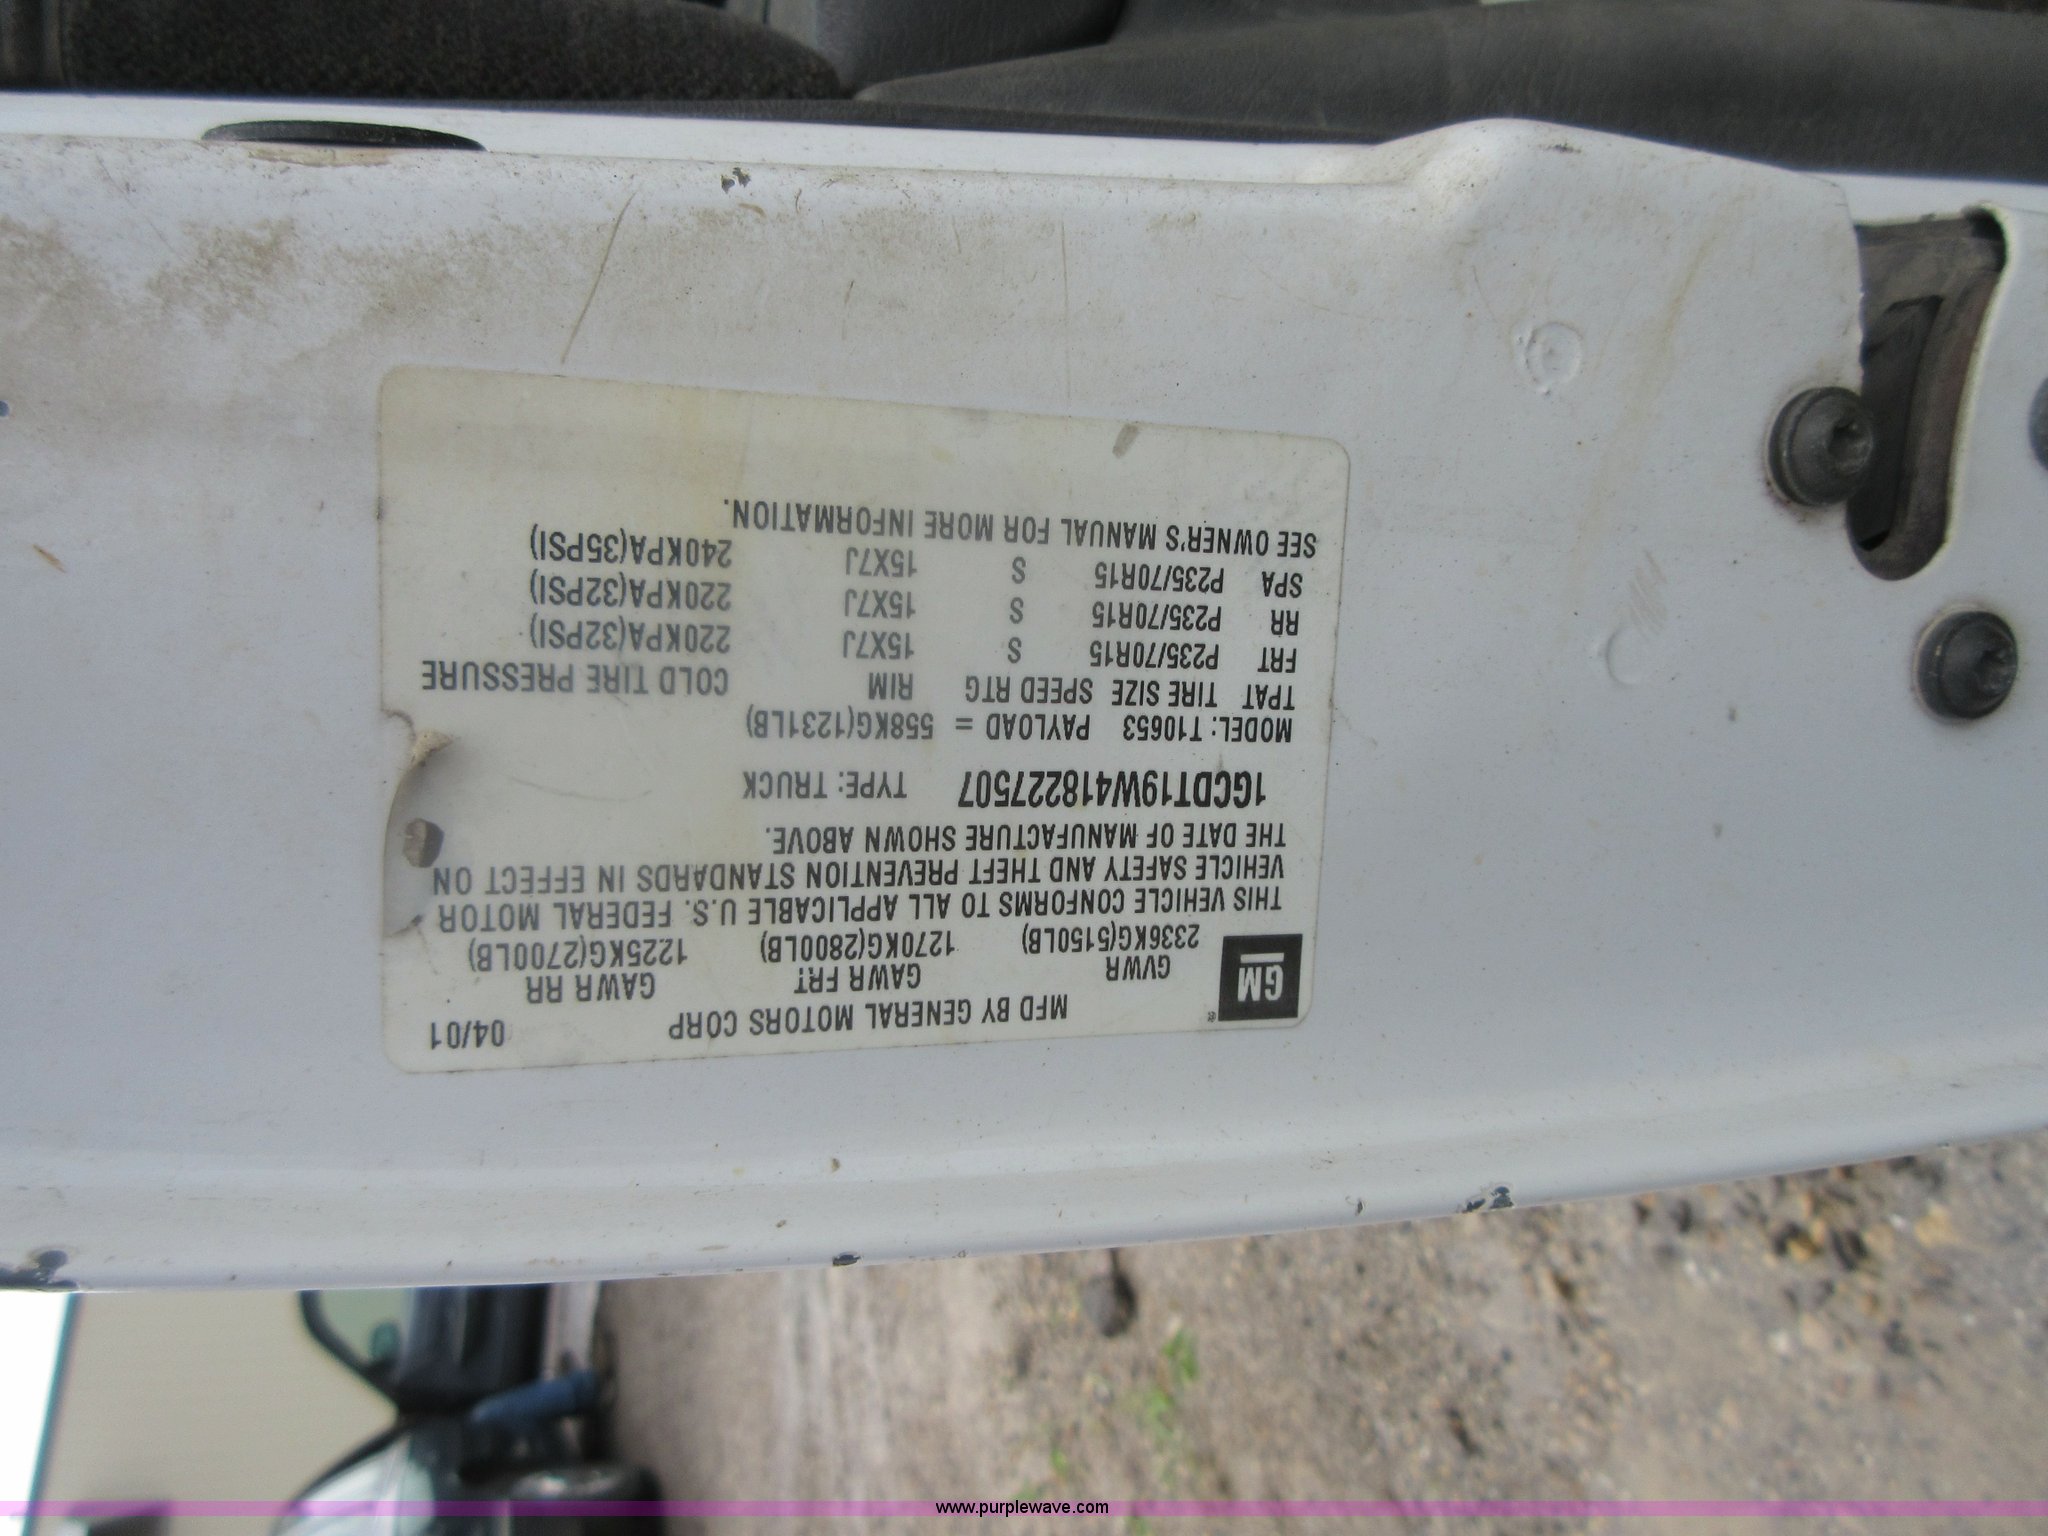 MFD BY GENERAL MOTORS CORP 04/01
GM ®
GVWR GAWR FRT GAWR RR
2336KG(5150LB) 1270KG(2800LB) 1225KG(2700LB)
THIS VEHICLE CONFORMS TO ALL APPLICABLE U.S. FEDERAL MOTOR
VEHICLE SAFETY AND THEFT PREVENTION STANDARDS IN EFFECT ON
THE DATE OF MANUFACTURE SHOWN ABOVE.
1GCDT19W418227507 TYPE: TRUCK
MODEL: T10653 PAYLOAD = 558KG(1231LB)
TPAT TIRE SIZE SPEED RTG RIM COLD TIRE PRESSURE
FRT P235/70R15 S 15X7J 220KPA(32PSI)
RR P235/70R15 S 15X7J 220KPA(32PSI)
SPA P235/70R15 S 15X7J 240KPA(35PSI)
SEE OWNER'S MANUAL FOR MORE INFORMATION.
www.purplewave.com